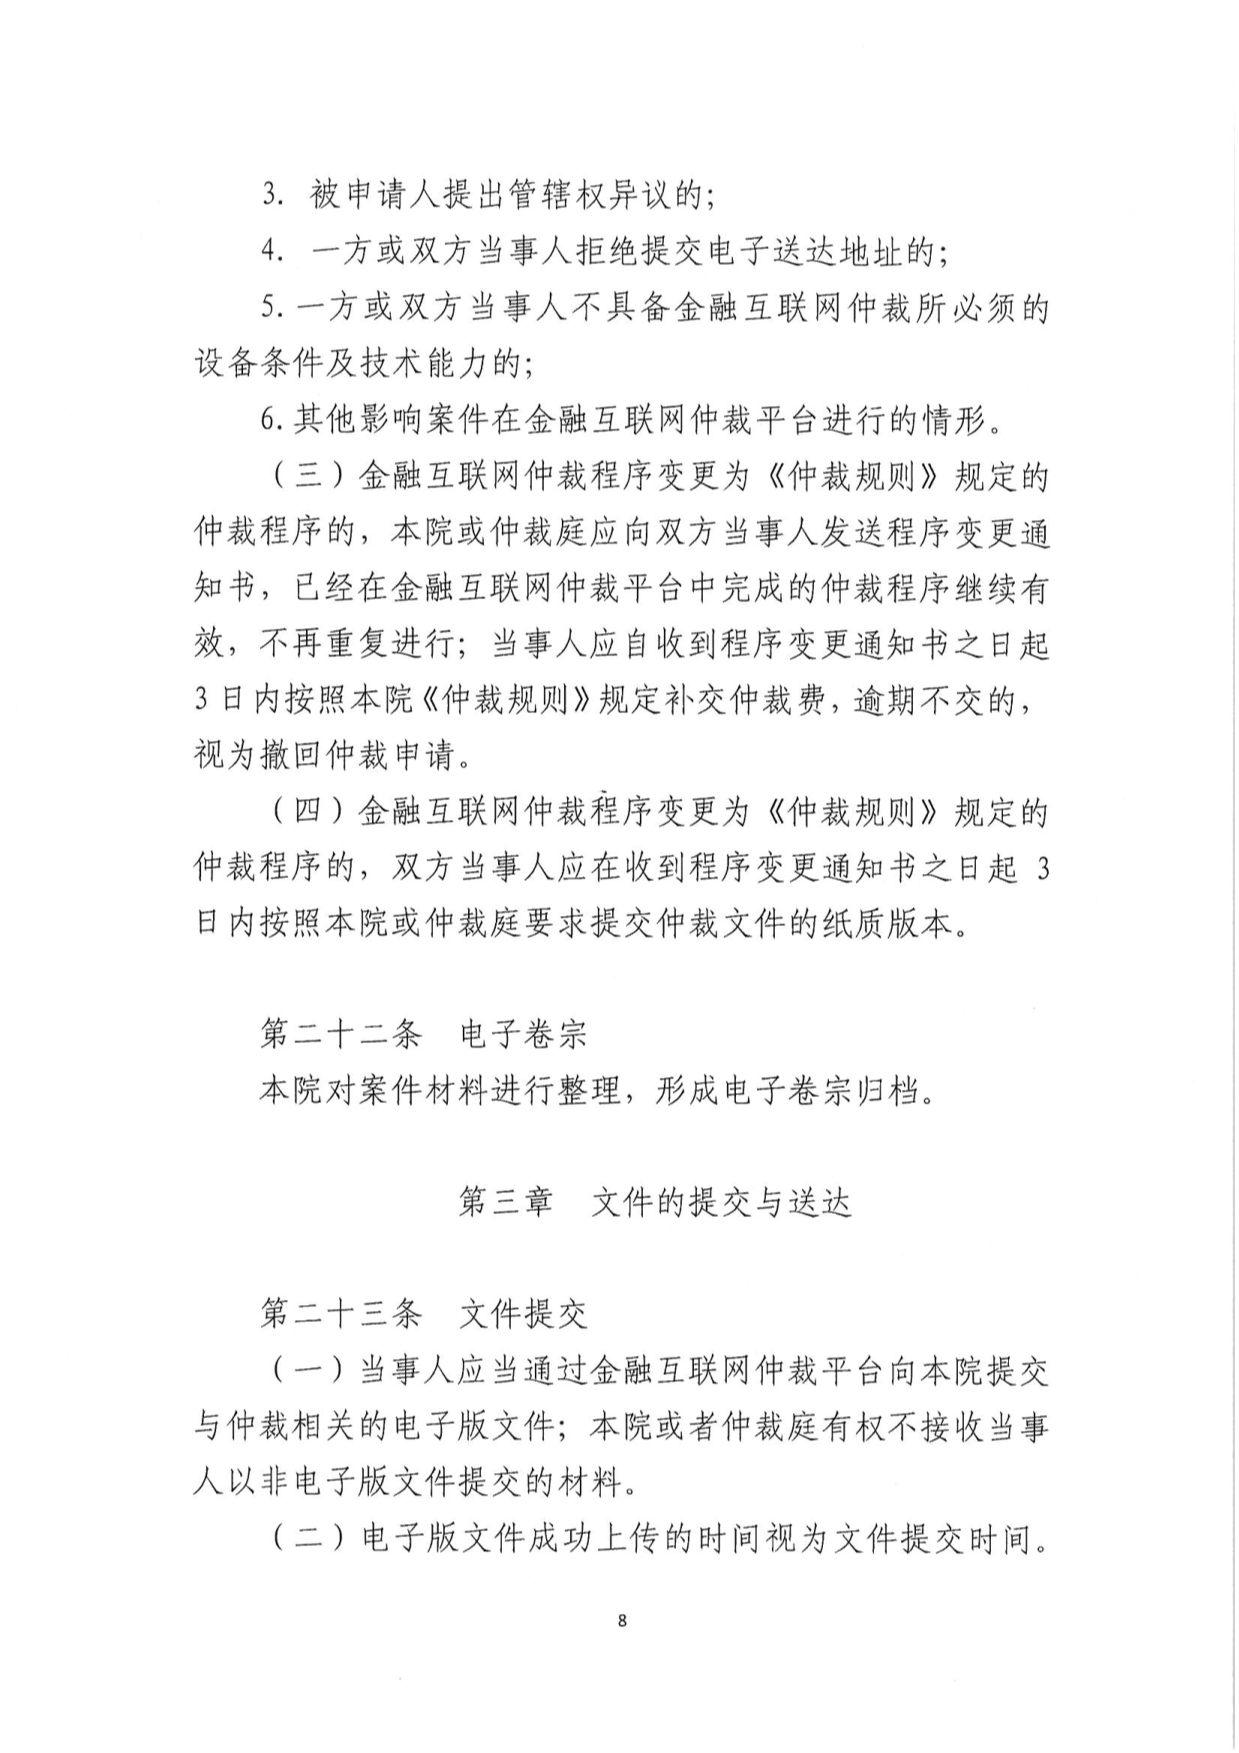 3. 被申请人提出管辖权异议的;
4. 一方或双方当事人拒绝提交电子送达地址的;
5.一方或双方当事人不具备金融互联网仲裁所必须的
设备条件及技术能力的;
6.其他影响案件在金融互联网仲裁平台进行的情形。
（三）金融互联网仲裁程序变更为《仲裁规则》规定的
仲裁程序的，本院或仲裁庭应向双方当事人发送程序变更通
知书，已经在金融互联网仲裁平台中完成的仲裁程序继续有
效，不再重复进行；当事人应自收到程序变更通知书之日起
3 日内按照本院《仲裁规则》规定补交仲裁费，逾期不交的，
视为撤回仲裁申请。
（四）金融互联网仲裁程序变更为《仲裁规则》规定的
仲裁程序的，双方当事人应在收到程序变更通知书之日起 3
日内按照本院或仲裁庭要求提交仲裁文件的纸质版本。
第二十二条 电子卷宗
本院对案件材料进行整理，形成电子卷宗归档。
第三章 文件的提交与送达
第二十三条 文件提交
（一）当事人应当通过金融互联网仲裁平台向本院提交
与仲裁相关的电子版文件；本院或者仲裁庭有权不接收当事
人以非电子版文件提交的材料。
（二）电子版文件成功上传的时间视为文件提交时间。
8